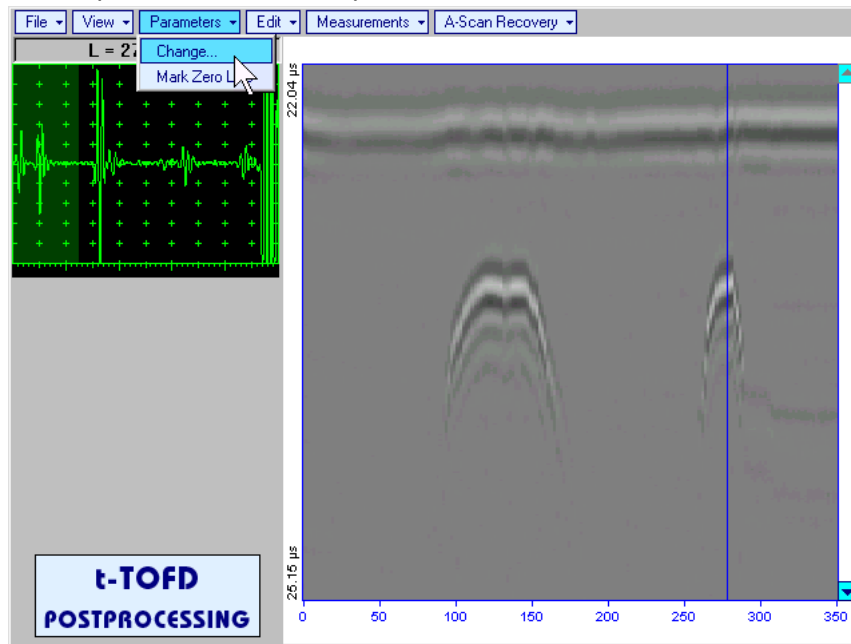 File View Parameters Edit Measurements A-Scan Recovery
L = 27
Change...
Mark Zero L
22.04 µs
25.15 µs
0 50 100 150 200 250 300 350
t-TOFD
POSTPROCESSING